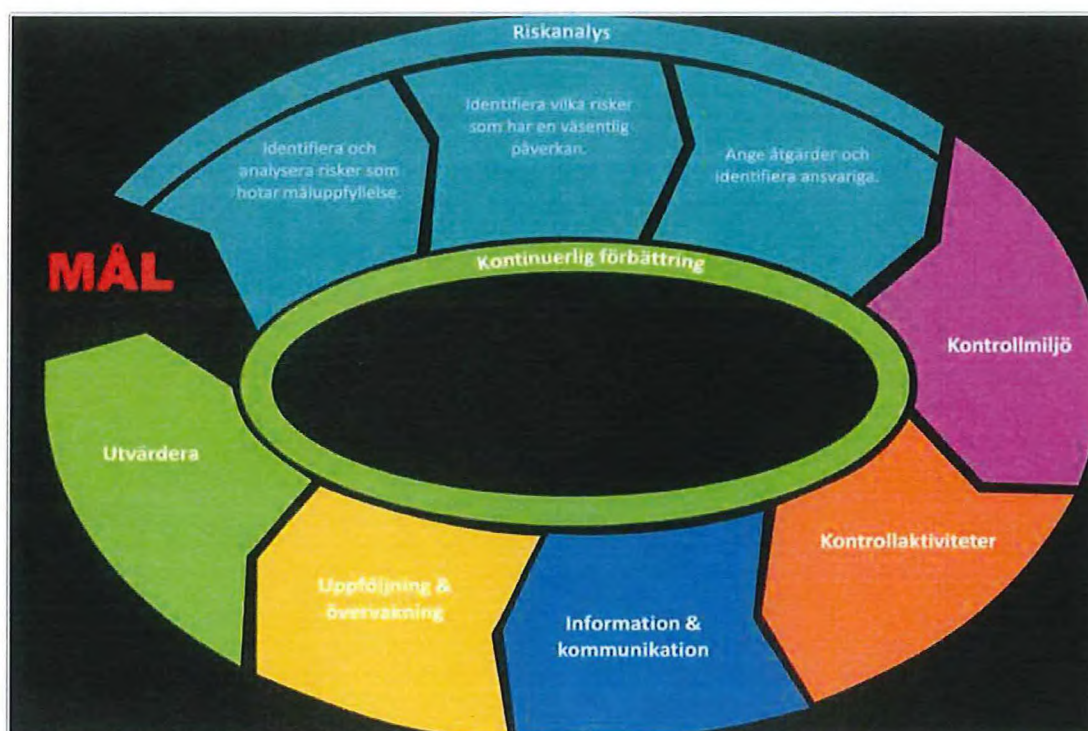 Riskanalys
Identifiera och
analysera risker som
hotar måluppfyllelse.
Identifiera vilka risker
som har en väsentlig
påverkan.
Ange åtgärder och
identifiera ansvariga.
MÅL
Kontinuerlig förbättring
Kontrollmiljö
Kontrollaktiviteter
Information &
kommunikation
Uppföljning &
övervakning
Utvärdera